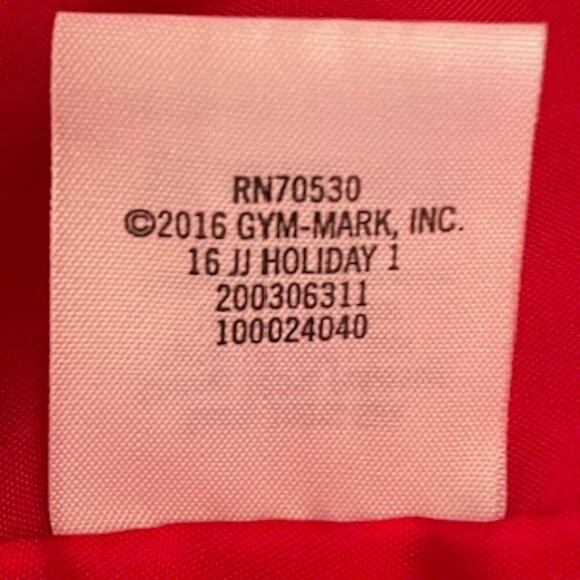 RN70530
©2016 GYM-MARK, INC.
16 JJ HOLIDAY 1
200306311
100024040